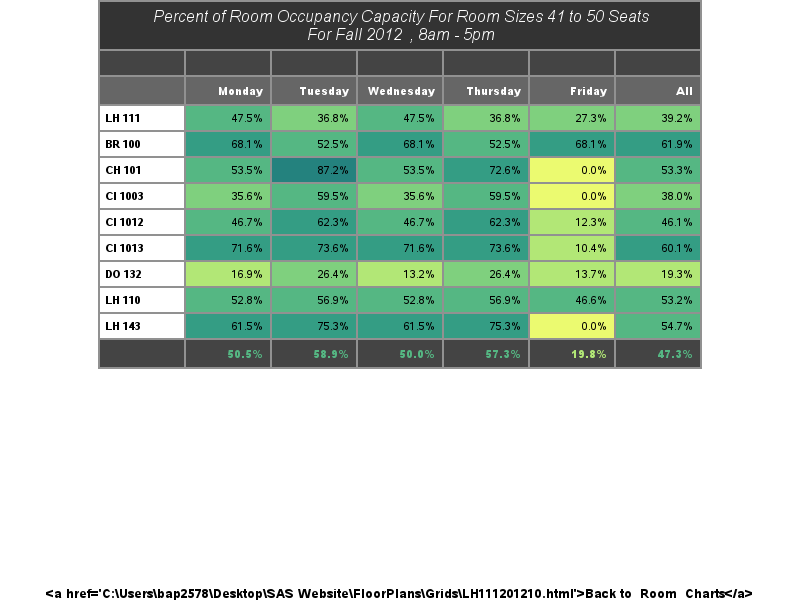 Percent of Room Occupancy Capacity For Room Sizes 41 to 50 Seats
For Fall 2012 , 8am - 5pm
Monday Tuesday Wednesday Thursday Friday All
LH 111 47.5% 36.8% 47.5% 36.8% 27.3% 39.2%
BR 100 68.1% 52.5% 68.1% 52.5% 68.1% 61.9%
CH 101 53.5% 87.2% 53.5% 72.6% 0.0% 53.3%
CI 1003 35.6% 59.5% 35.6% 59.5% 0.0% 38.0%
CI 1012 46.7% 62.3% 46.7% 62.3% 12.3% 46.1%
CI 1013 71.6% 73.6% 71.6% 73.6% 10.4% 60.1%
DO 132 16.9% 26.4% 13.2% 26.4% 13.7% 19.3%
LH 110 52.8% 56.9% 52.8% 56.9% 46.6% 53.2%
LH 143 61.5% 75.3% 61.5% 75.3% 0.0% 54.7%
50.5% 58.9% 50.0% 57.3% 19.8% 47.3%
<a href='C:\Users\bap2578\Desktop\SAS Website\FloorPlans\Grids\LH111201210.html'>Back to Room Charts</a>